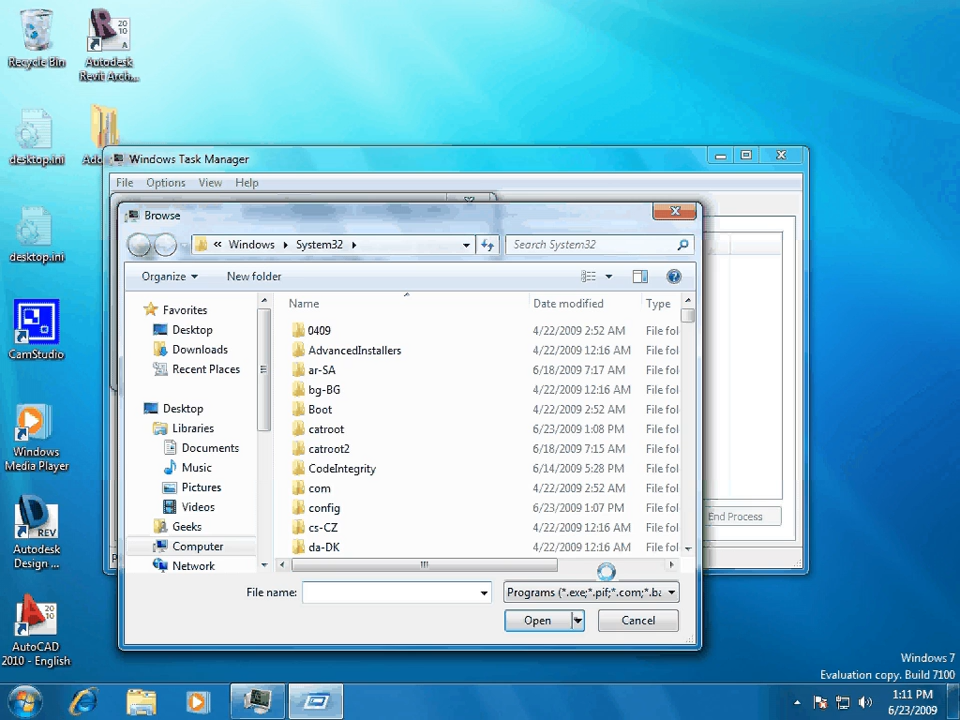 Recycle Bin
Autodesk
Revit Arch...
desktop.ini
desktop.ini
CamStudio
Windows
Media Player
Autodesk
Design ...
AutoCAD
2010 - English
Windows Task Manager
File Options View Help
Browse
« Windows System32
Search System32
Organize New folder
Favorites
Desktop
Downloads
Recent Places
Desktop
Libraries
Documents
Music
Pictures
Videos
Geeks
Computer
Network
Name Date modified Type
0409 4/22/2009 2:52 AM File fol
AdvancedInstallers 4/22/2009 12:16 AM File fol
ar-SA 6/18/2009 7:17 AM File fol
bg-BG 4/22/2009 12:16 AM File fol
Boot 4/22/2009 2:52 AM File fol
catroot 6/23/2009 1:08 PM File fol
catroot2 6/18/2009 7:15 AM File fol
CodeIntegrity 6/14/2009 5:28 PM File fol
com 4/22/2009 2:52 AM File fol
config 6/23/2009 1:07 PM File fol
cs-CZ 4/22/2009 12:16 AM File fol
da-DK 4/22/2009 12:16 AM File fol
File name:
Programs (*.exe;*.pif;*.com;*.ba
Open Cancel
End Process
Windows 7
Evaluation copy. Build 7100
1:11 PM
6/23/2009